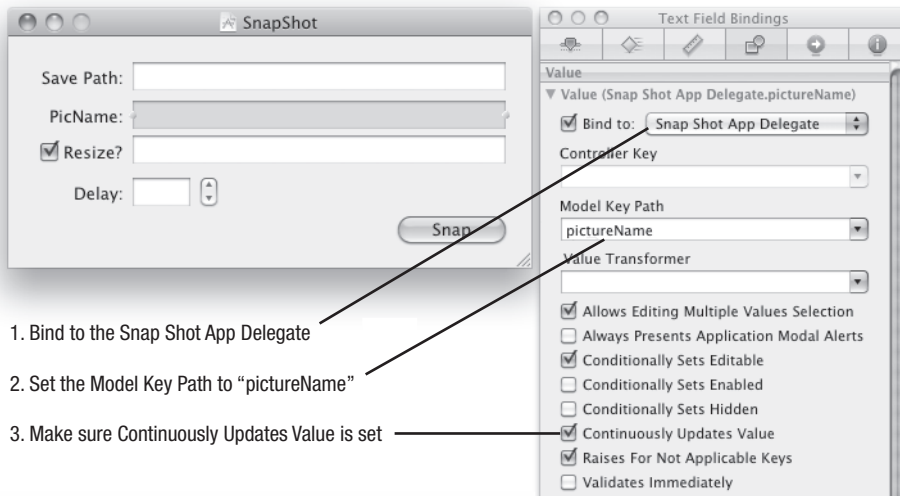 SnapShot
Save Path:
PicName:
Resize?
Delay:
Snap
1. Bind to the Snap Shot App Delegate
2. Set the Model Key Path to “pictureName”
3. Make sure Continuously Updates Value is set
Text Field Bindings
Value
Value (Snap Shot App Delegate.pictureName)
Bind to: Snap Shot App Delegate
Controller Key
Model Key Path
pictureName
Value Transformer
Allows Editing Multiple Values Selection
Always Presents Application Modal Alerts
Conditionally Sets Editable
Conditionally Sets Enabled
Conditionally Sets Hidden
Continuously Updates Value
Raises For Not Applicable Keys
Validates Immediately